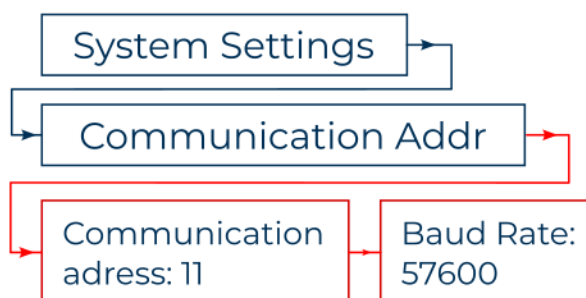 System Settings
Communication Addr
Communication
adress: 11
Baud Rate:
57600